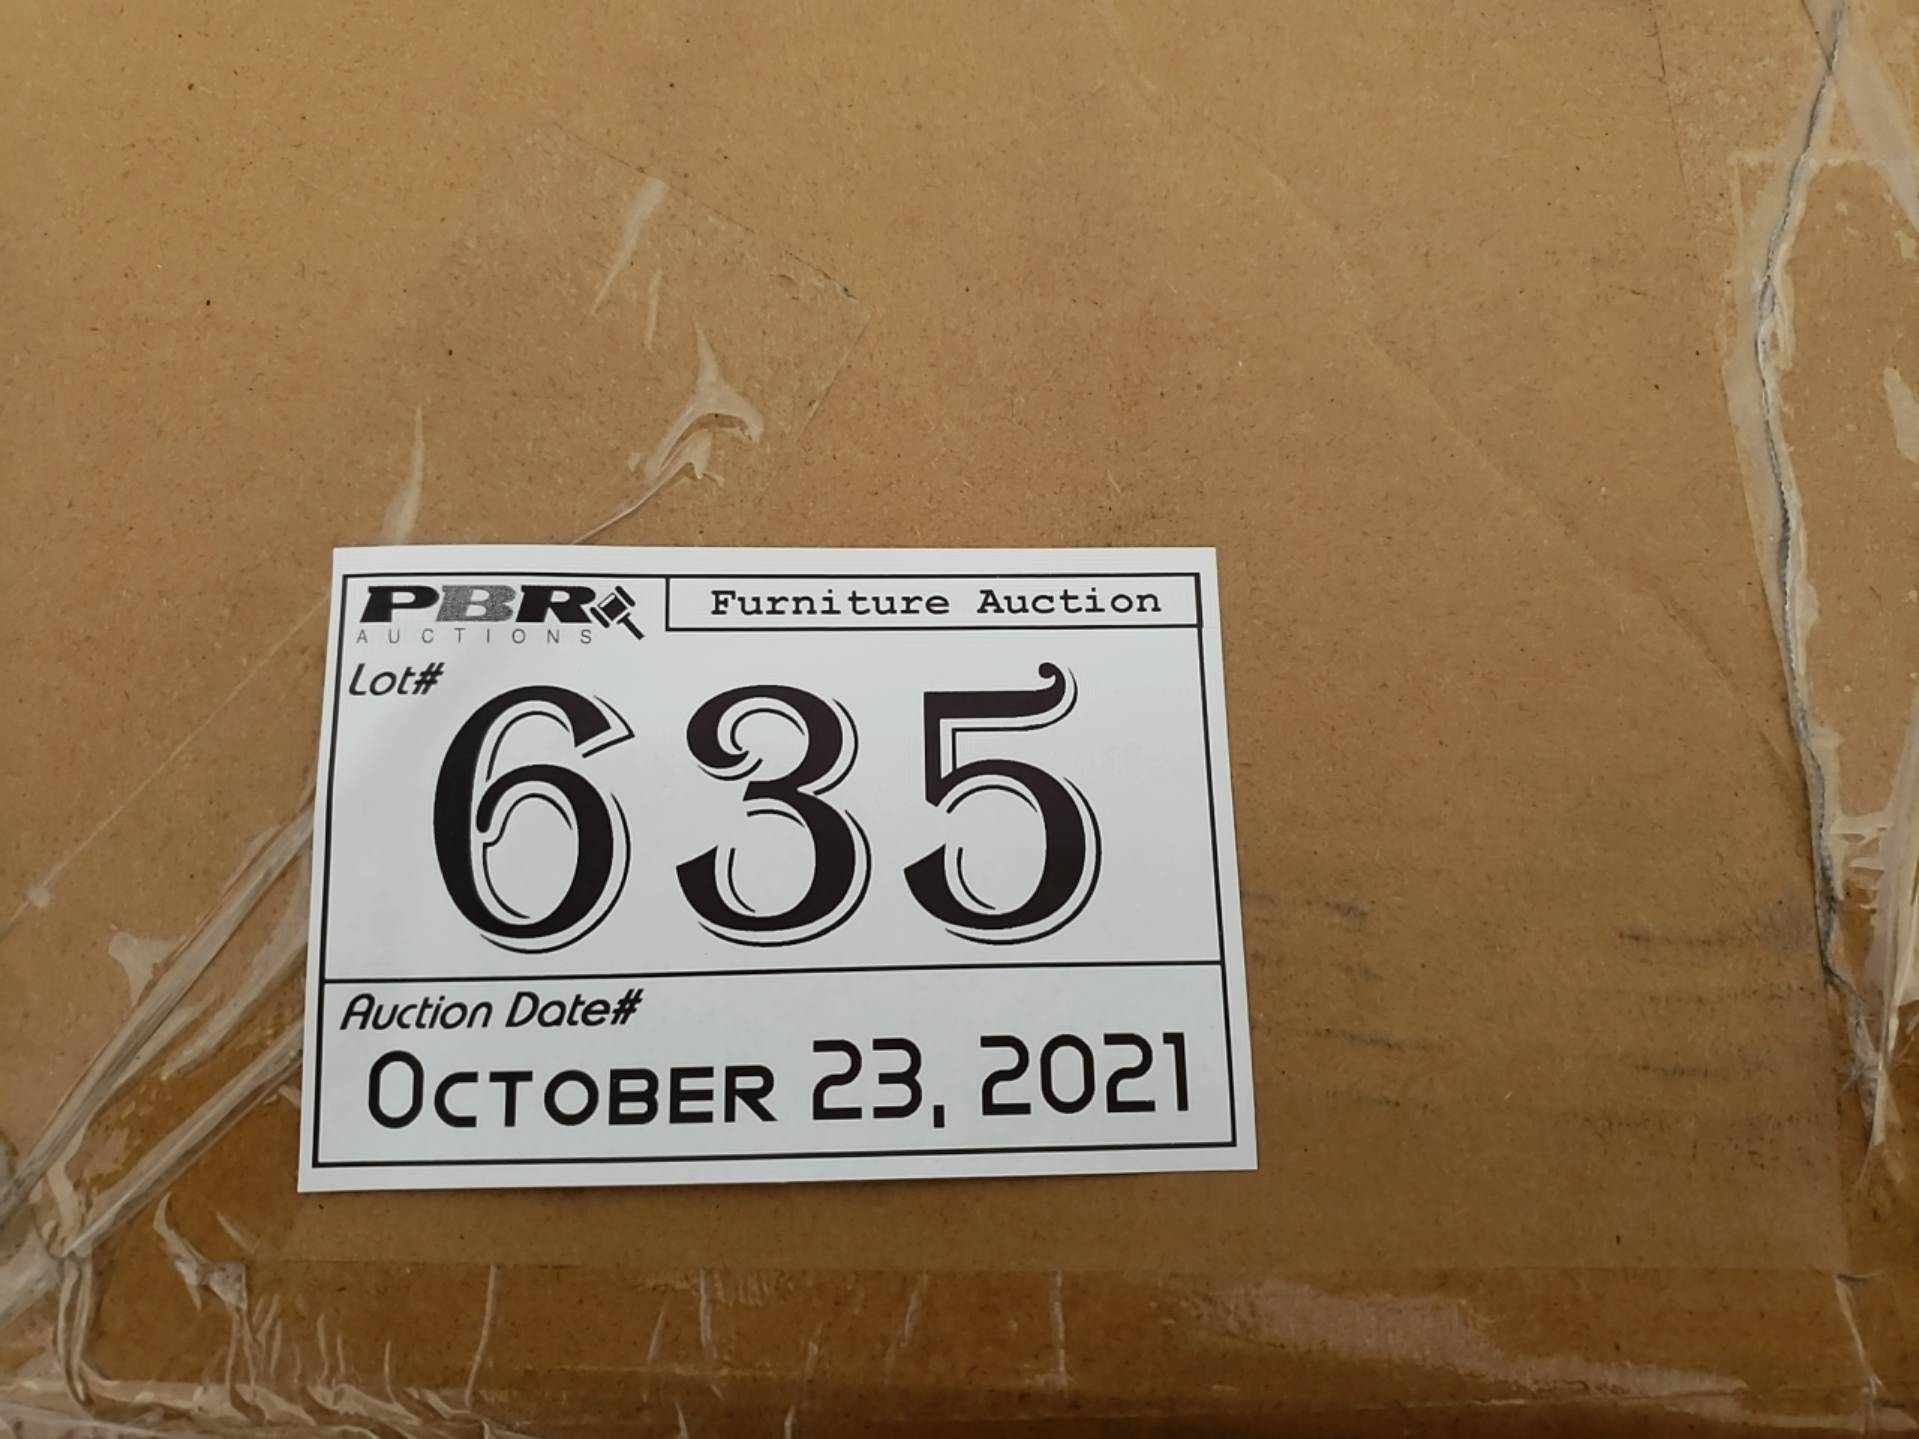 PBR
AUCTIONS
Furniture Auction
Lot#
635
Auction Date#
October 23, 2021